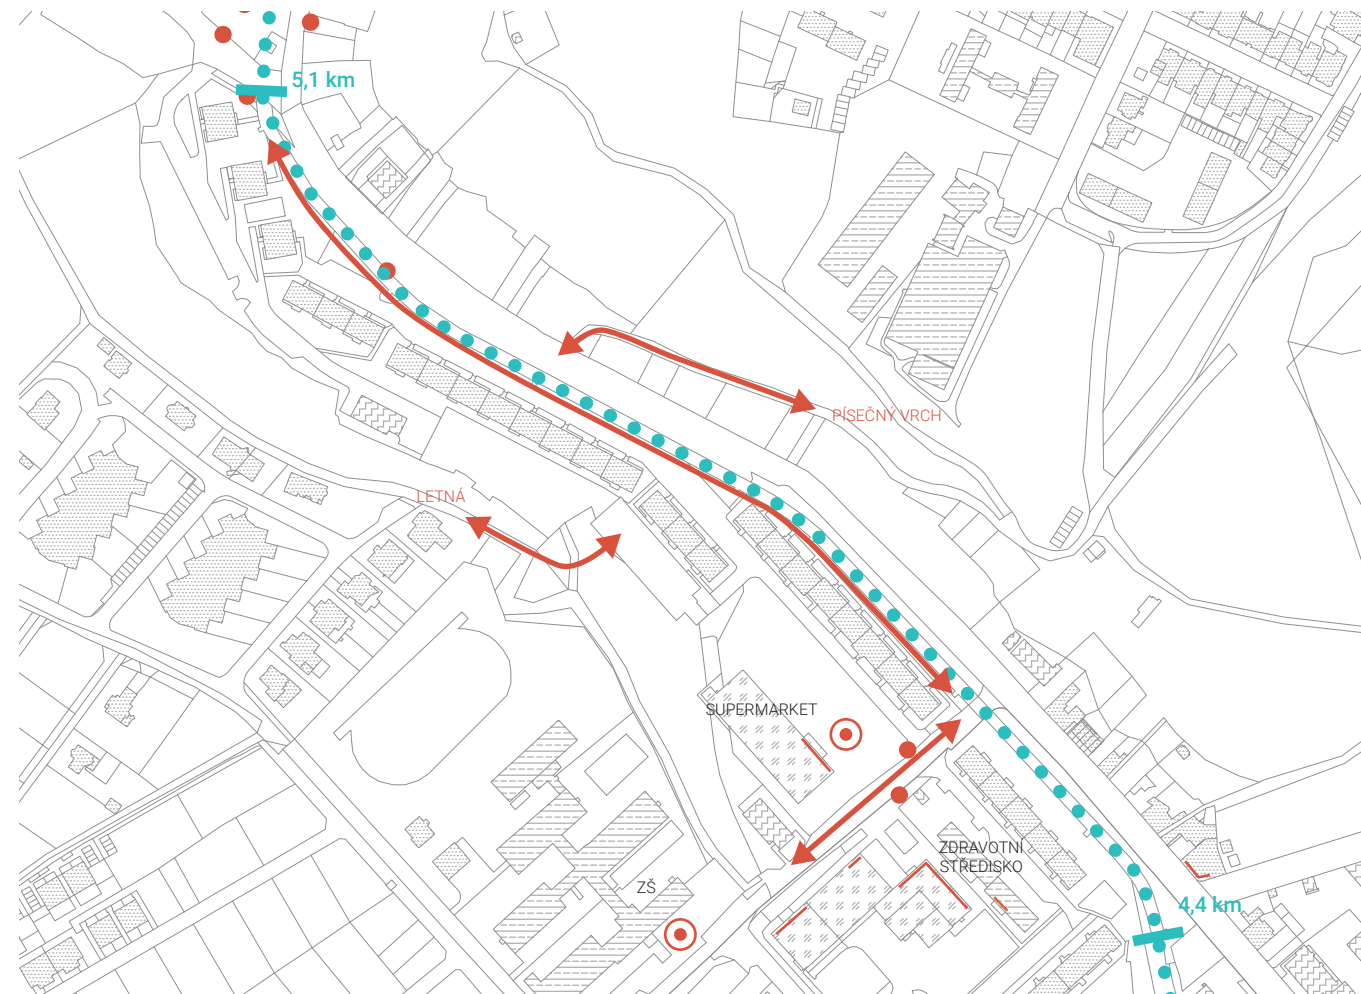 5,1 km
PÍSEČNÝ VRCH
LETNÁ
SUPERMARKET
ZDRAVOTNÍ
STŘEDISKO
ZŠ
4,4 km